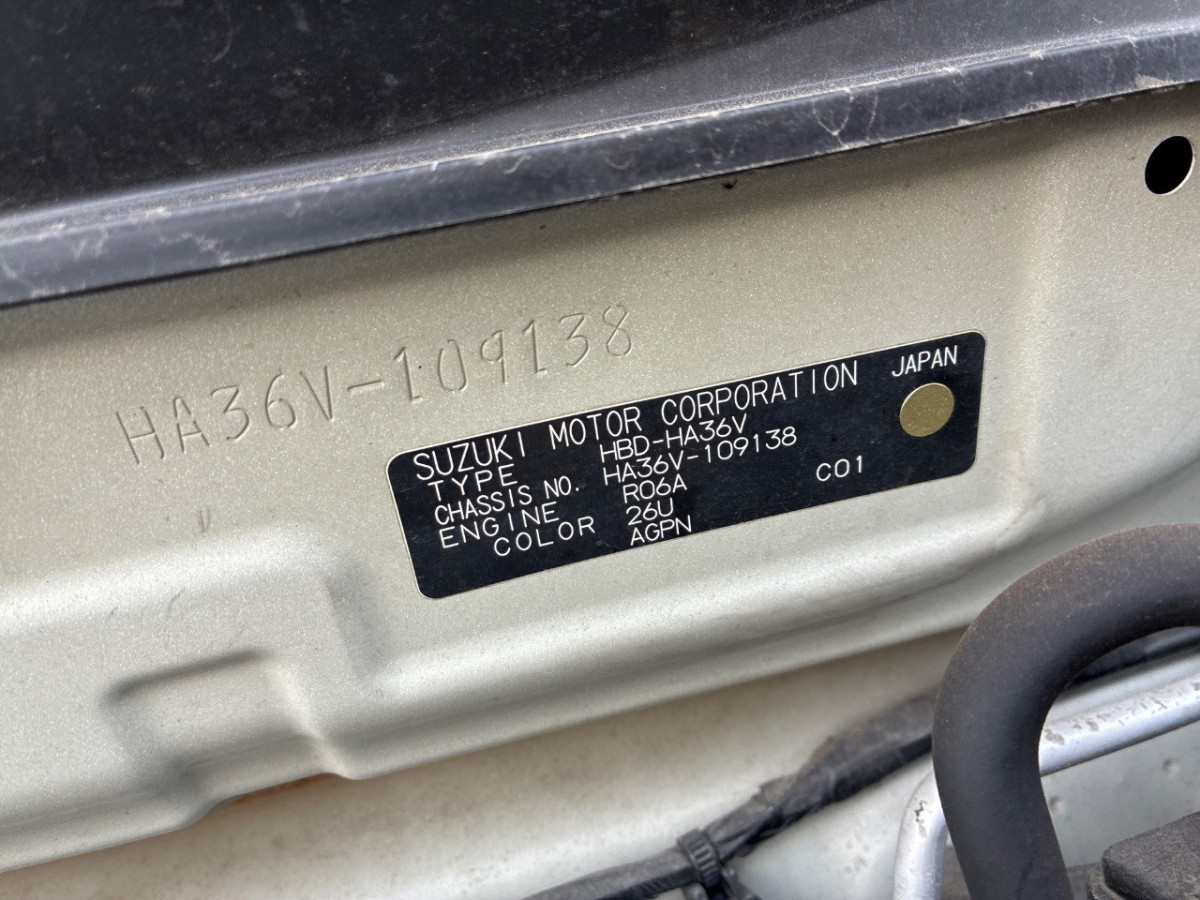 HA36V-109138
SUZUKI MOTOR CORPORATION JAPAN
TYPE HBD-HA36V
CHASSIS NO. HA36V-109138
ENGINE R06A
COLOR 26U C01
AGPN